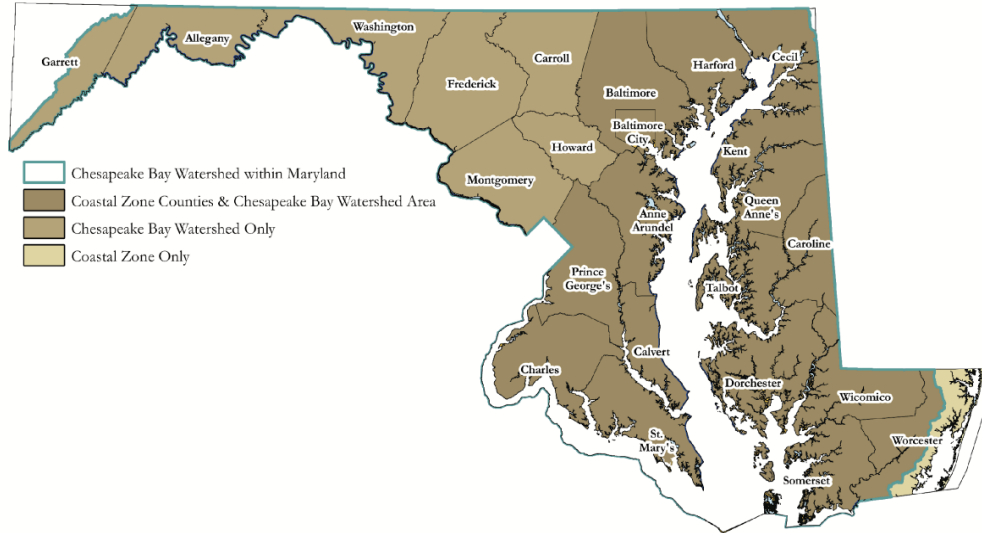 Washington
Allegany
Garrett
Carroll
Cecil
Harford
Frederick
Baltimore
Baltimore
City
Howard
Kent
Montgomery
Chesapeake Bay Watershed within Maryland
Coastal Zone Counties & Chesapeake Bay Watershed Area
Chesapeake Bay Watershed Only
Coastal Zone Only
Queen
Anne's
Anne
Arundel
Caroline
Prince
George's
Talbot
Calvert
Charles
Dorchester
Wicomico
St.
Mary's
Worcester
Somerset